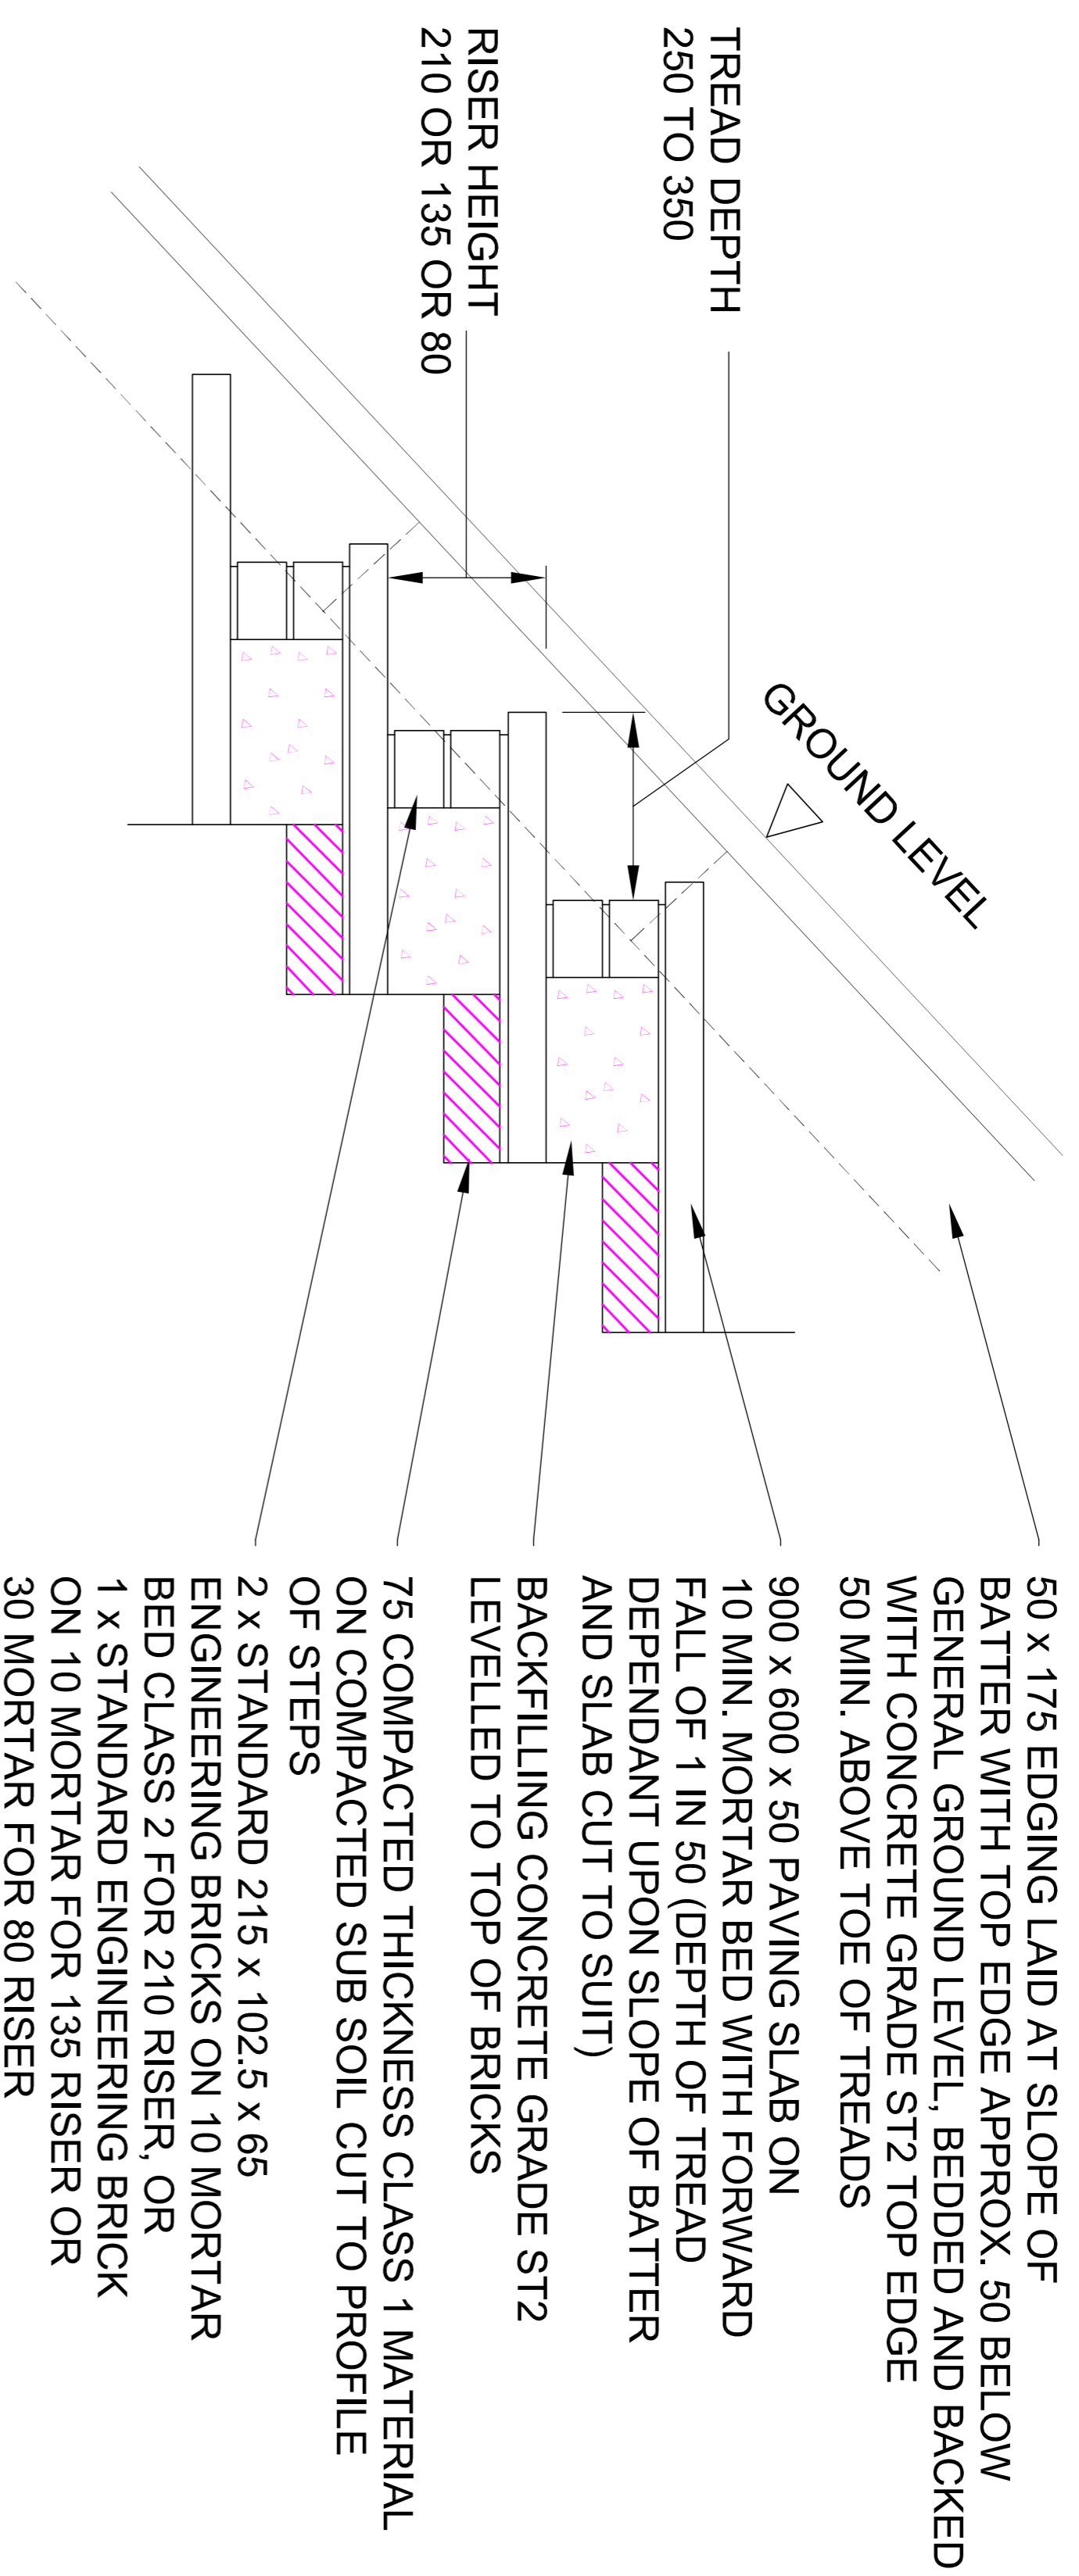 TREAD DEPTH
250 TO 350
RISER HEIGHT
210 OR 135 OR 80
GROUND LEVEL
50 x 175 EDGING LAID AT SLOPE OF
BATTER WITH TOP EDGE APPROX. 50 BELOW
GENERAL GROUND LEVEL, BEDDED AND BACKED
WITH CONCRETE GRADE ST2 TOP EDGE
50 MIN. ABOVE TOE OF TREADS
900 x 600 x 50 PAVING SLAB ON
10 MIN. MORTAR BED WITH FORWARD
FALL OF 1 IN 50 (DEPTH OF TREAD
DEPENDANT UPON SLOPE OF BATTER
AND SLAB CUT TO SUIT)
BACKFILLING CONCRETE GRADE ST2
LEVELLED TO TOP OF BRICKS
75 COMPACTED THICKNESS CLASS 1 MATERIAL
ON COMPACTED SUB SOIL CUT TO PROFILE
OF STEPS
2 x STANDARD 215 x 102.5 x 65
ENGINEERING BRICKS ON 10 MORTAR
BED CLASS 2 FOR 210 RISER, OR
1 x STANDARD ENGINEERING BRICK
ON 10 MORTAR FOR 135 RISER OR
30 MORTAR FOR 80 RISER